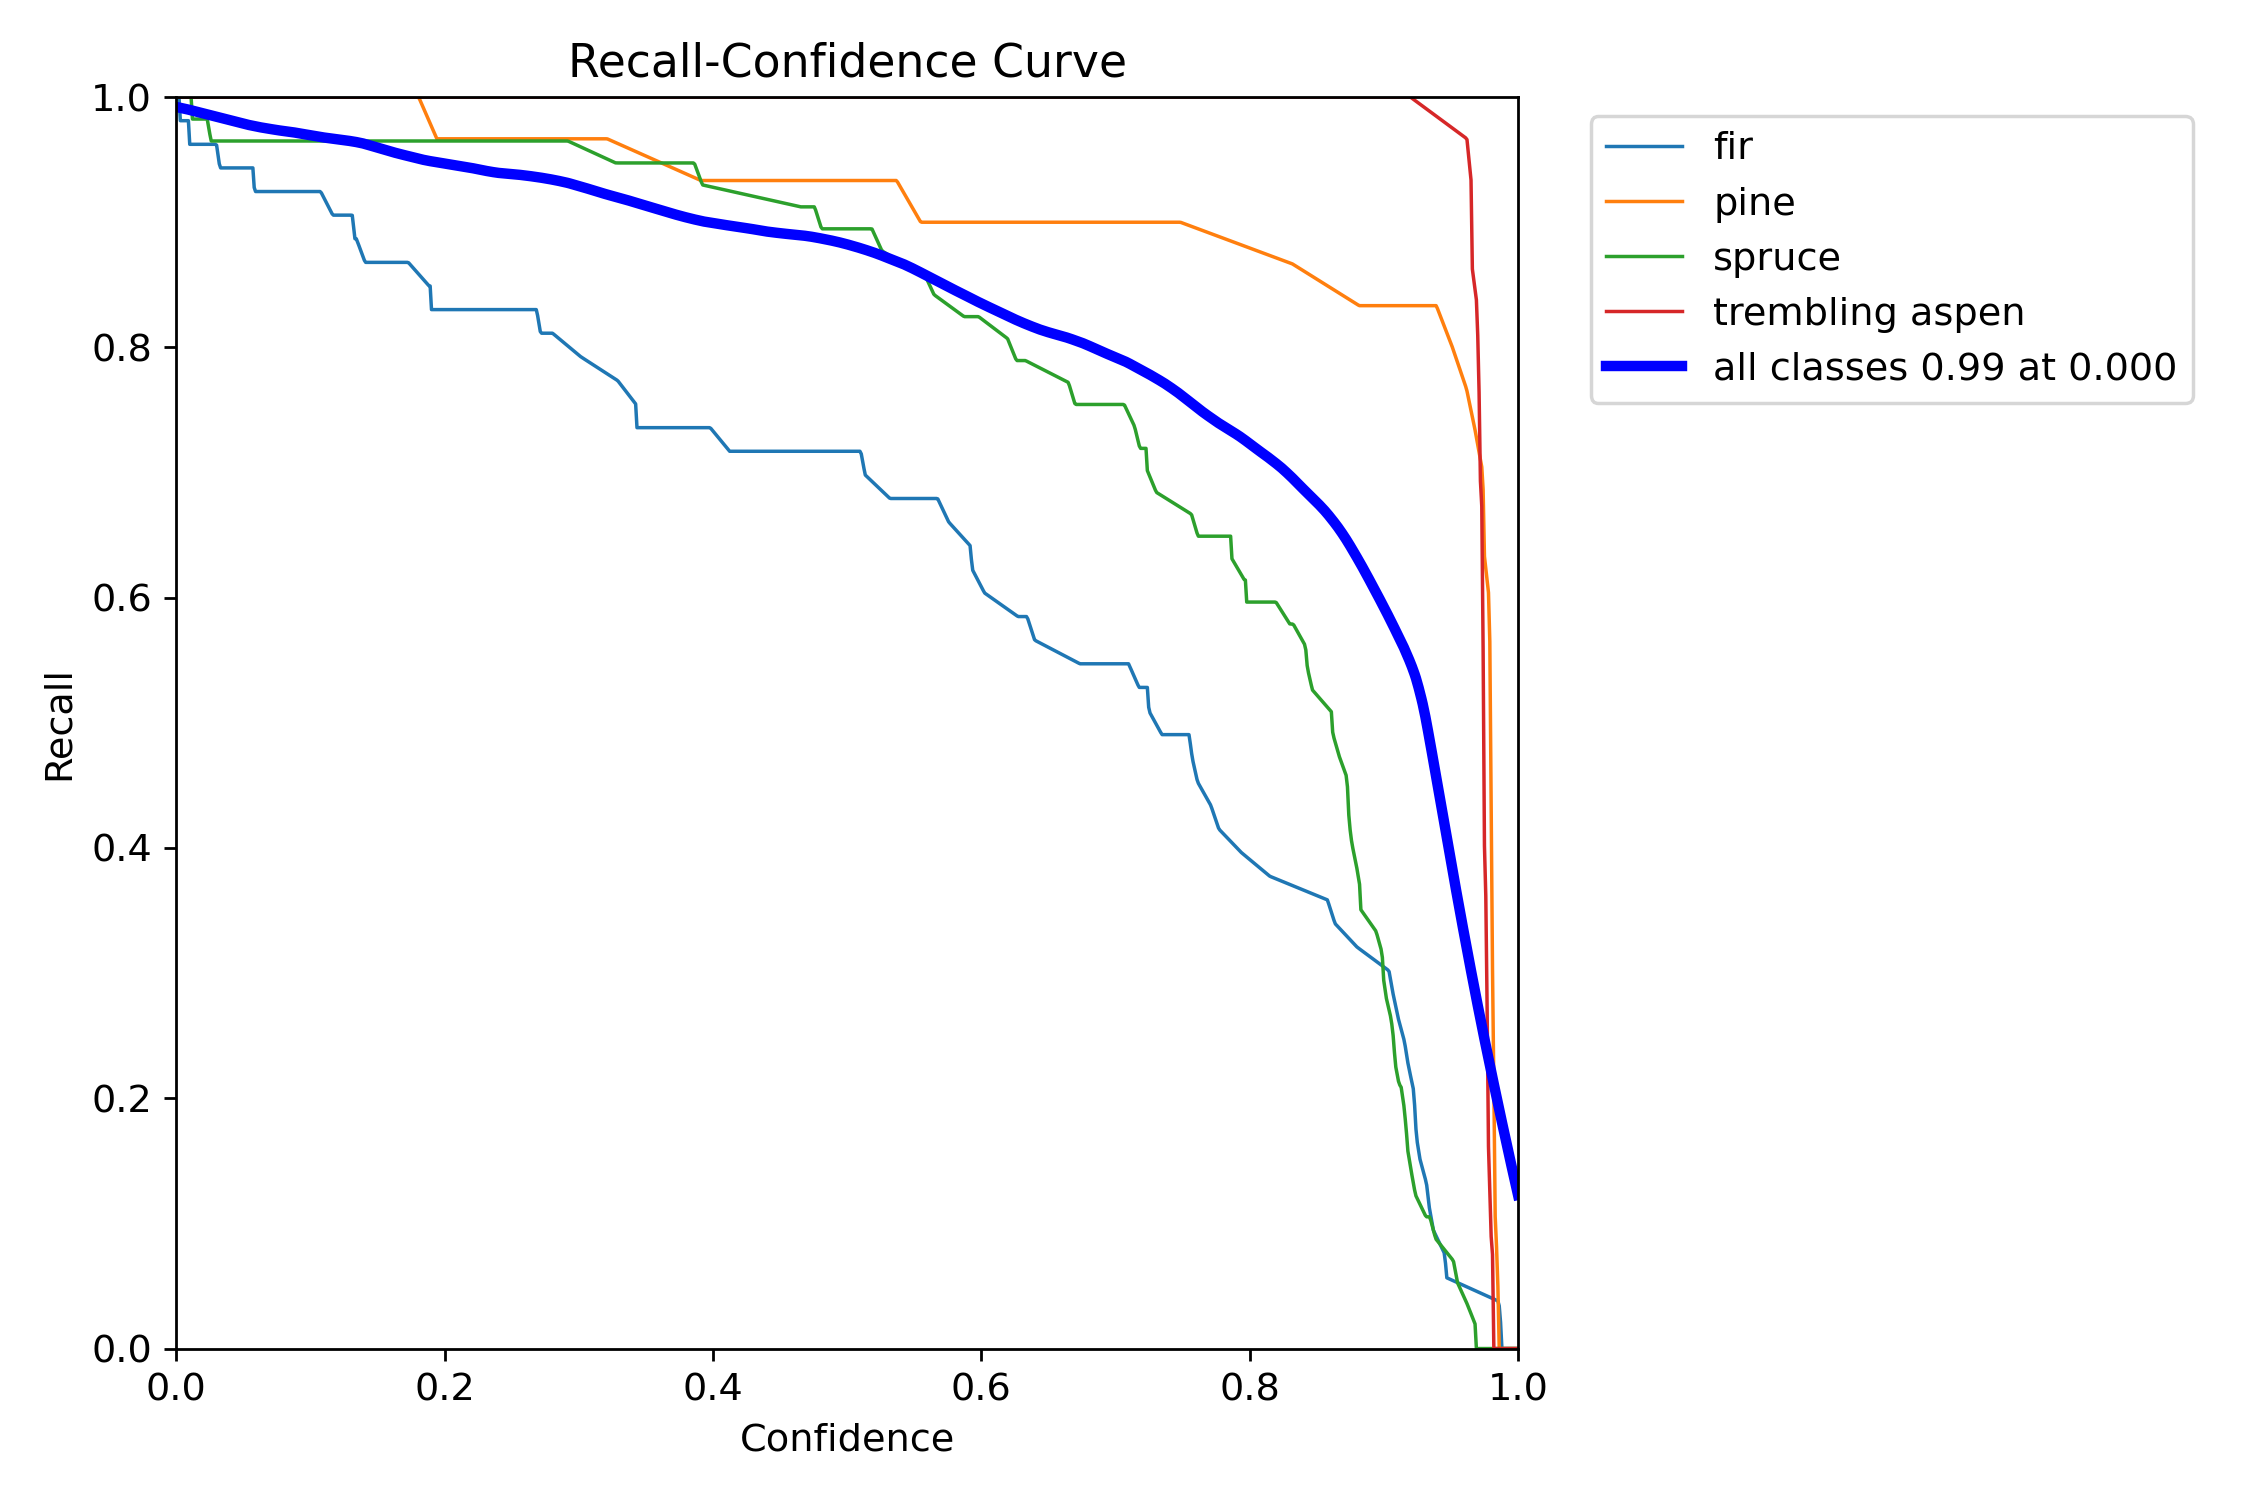 Recall-Confidence Curve
1.0
0.8
0.6
0.4
0.2
0.0
Recall
0.0 0.2 0.4 0.6 0.8 1.0
Confidence
fir
pine
spruce
trembling aspen
all classes 0.99 at 0.000